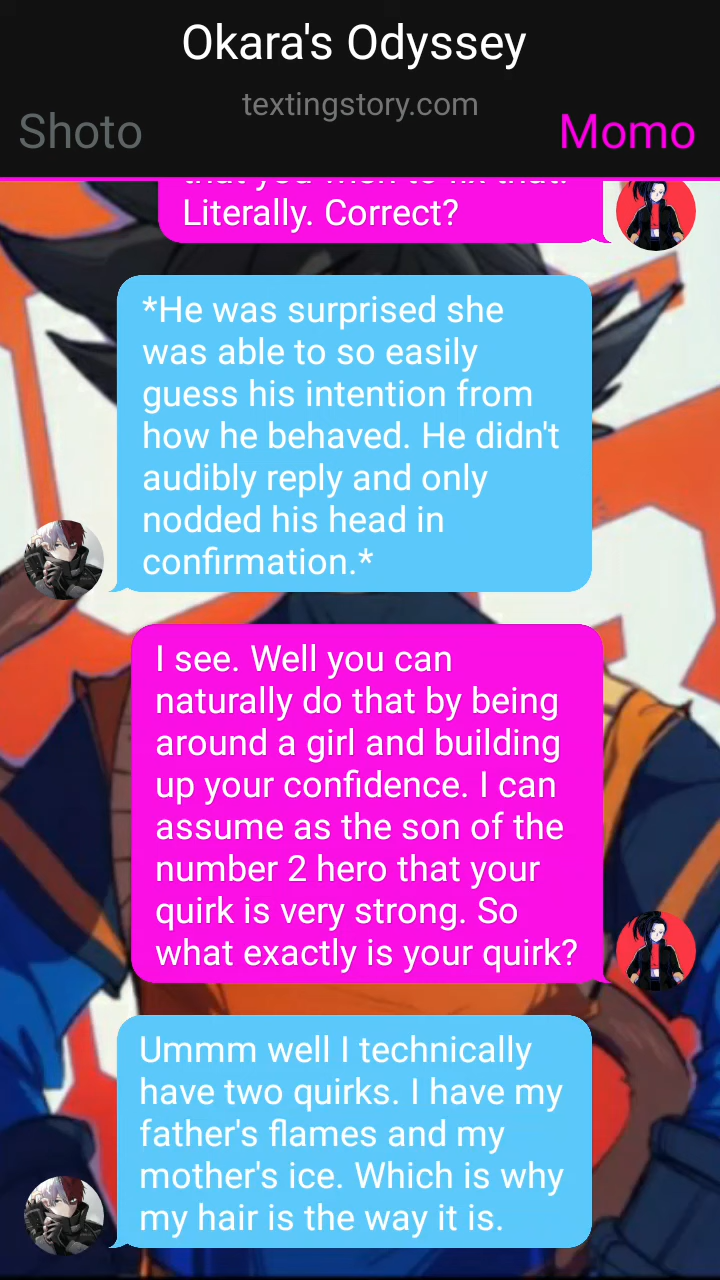 Okara's Odyssey
textingstory.com
Shoto
Momo
Literally. Correct?
*He was surprised she
was able to so easily
guess his intention from
how he behaved. He didn't
audibly reply and only
nodded his head in
confirmation.*
I see. Well you can
naturally do that by being
around a girl and building
up your confidence. I can
assume as the son of the
number 2 hero that your
quirk is very strong. So
what exactly is your quirk?
Ummm well I technically
have two quirks. I have my
father's flames and my
mother's ice. Which is why
my hair is the way it is.